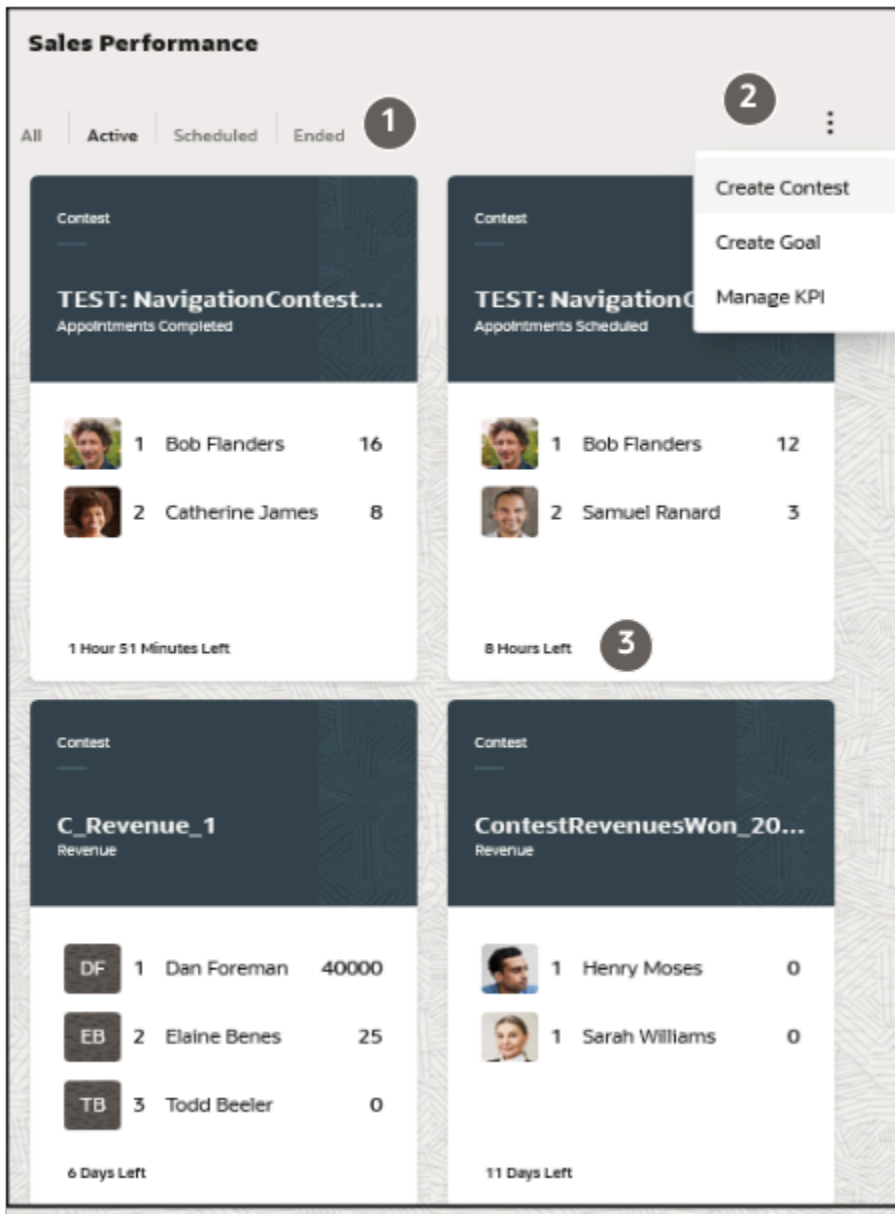 Sales Performance
2
All Active Scheduled Ended 1
Create Contest
Create Goal
Manage KPI
Contest
TEST: NavigationContest...
Appointments Completed
1 Bob Flanders 16
2 Catherine James 8
1 Hour 51 Minutes Left
Contest
TEST: NavigationC
Appointments Scheduled
1 Bob Flanders 12
2 Samuel Ranard 3
8 Hours Left 3
Contest
C_Revenue_1
Revenue
DF 1 Dan Foreman 40000
EB 2 Elaine Benes 25
TB 3 Todd Beeler 0
6 Days Left
Contest
ContestRevenuesWon_20...
Revenue
1 Henry Moses 0
1 Sarah Williams 0
11 Days Left